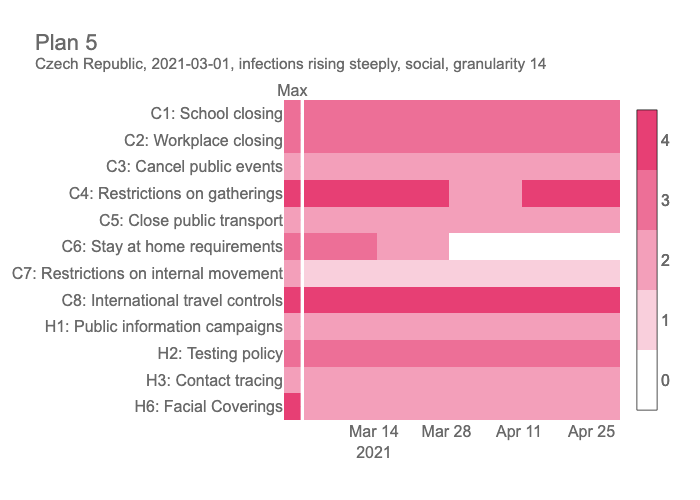 Plan 5
Czech Republic, 2021-03-01, infections rising steeply, social, granularity 14
Max
C1: School closing
C2: Workplace closing
C3: Cancel public events
C4: Restrictions on gatherings
C5: Close public transport
C6: Stay at home requirements
C7: Restrictions on internal movement
C8: International travel controls
H1: Public information campaigns
H2: Testing policy
H3: Contact tracing
H6: Facial Coverings
Mar 14 Mar 28 Apr 11 Apr 25
2021
4
3
2
1
0